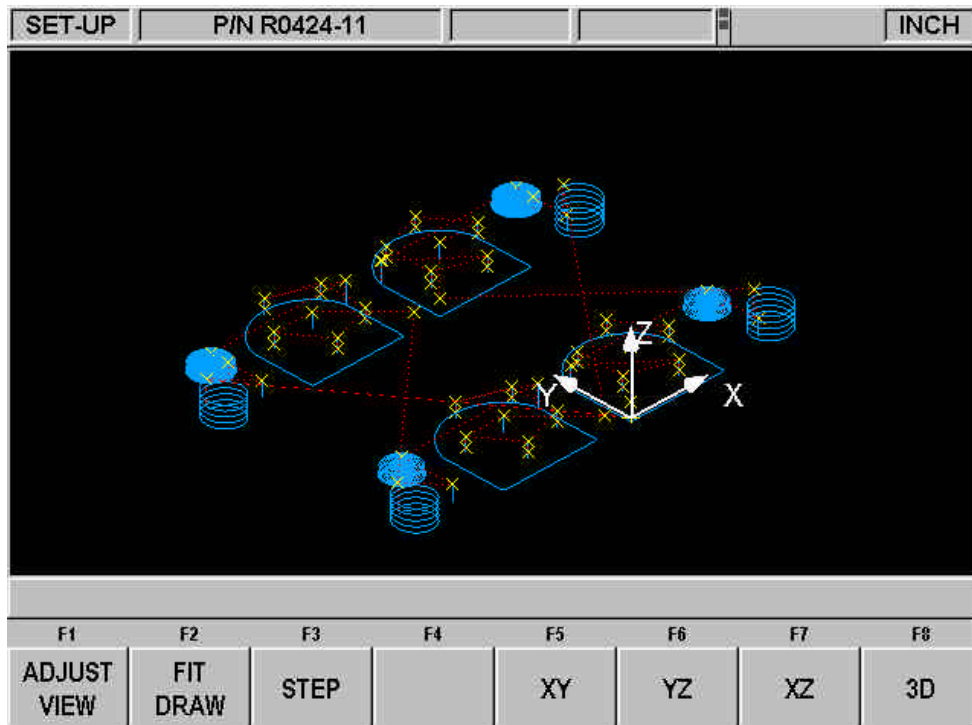 SET-UP P/N R0424-11 INCH
Z
Y X
F1 F2 F3 F4 F5 F6 F7 F8
ADJUST VIEW FIT DRAW STEP XY YZ XZ 3D